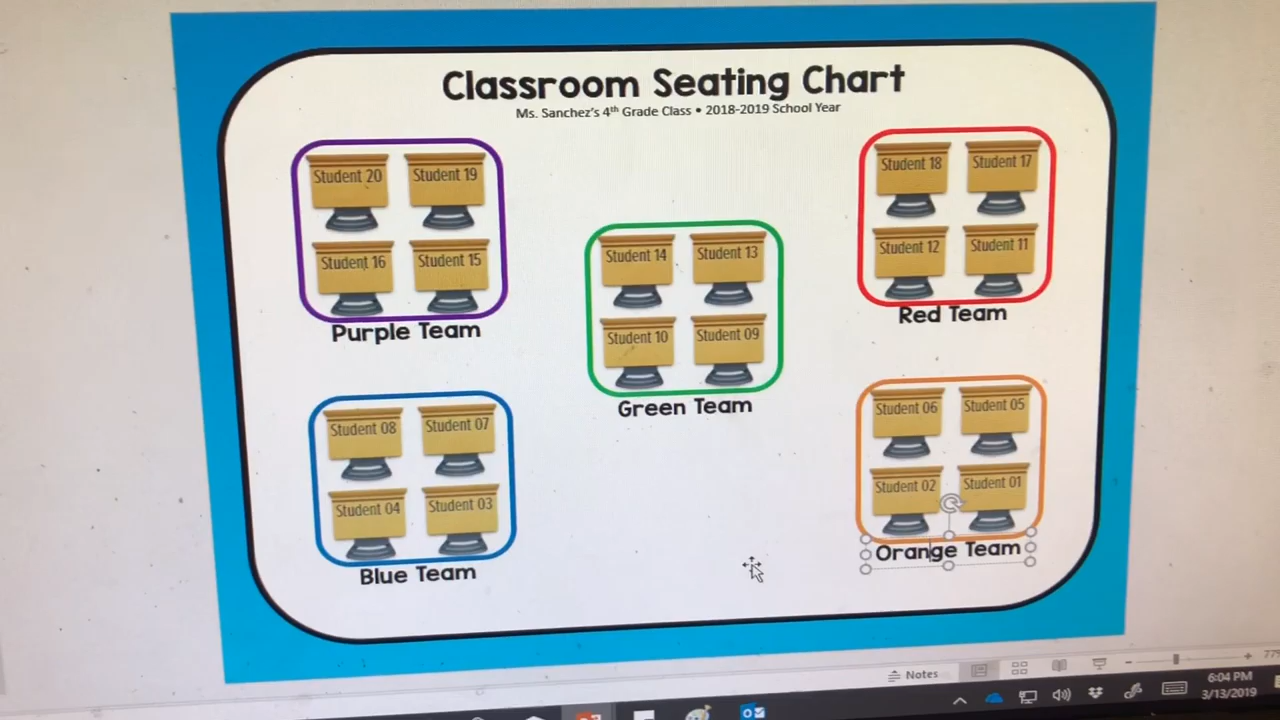 Classroom Seating Chart
Ms. Sanchez's 4th Grade Class • 2018-2019 School Year
Student 20
Student 19
Student 16
Student 15
Purple Team
Student 14
Student 13
Student 10
Student 09
Green Team
Student 18
Student 17
Student 12
Student 11
Red Team
Student 08
Student 07
Student 04
Student 03
Blue Team
Student 06
Student 05
Student 02
Student 01
Orange Team
Notes
77%
6:04 PM
3/13/2019